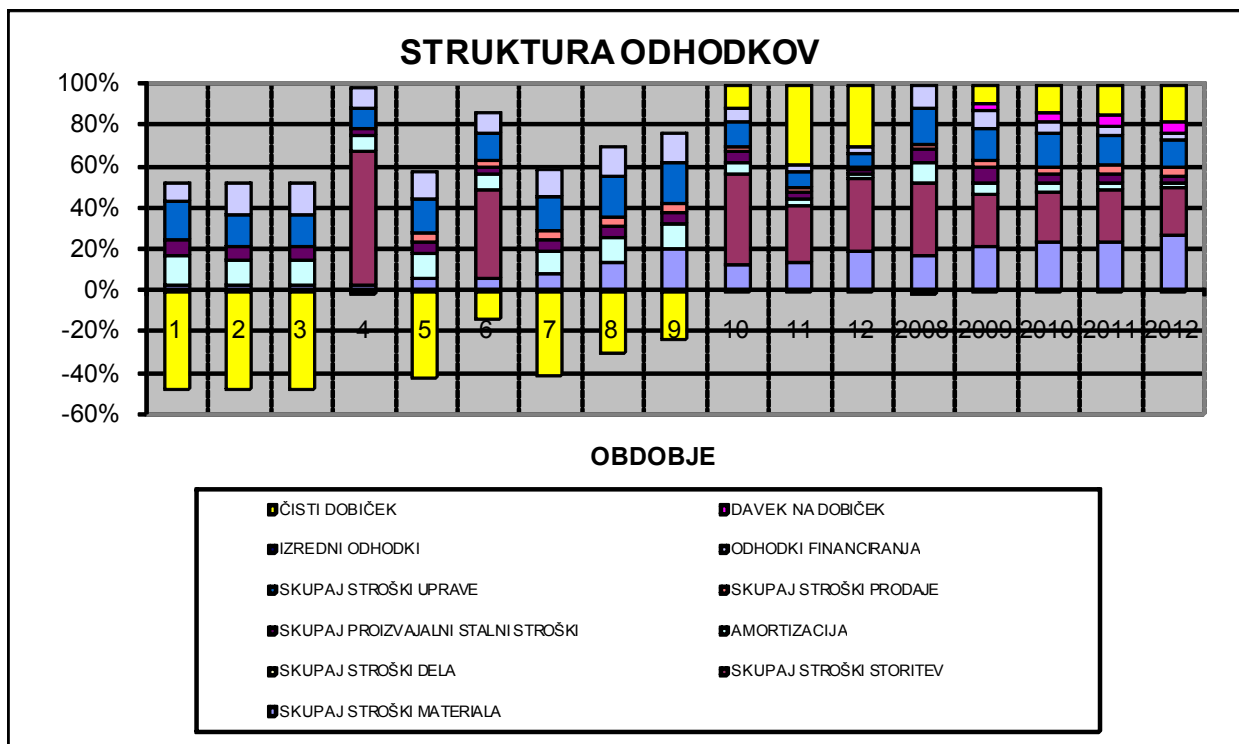 STRUKTURA ODHODKOV
100%
80%
60%
40%
20%
0%
-20%
-40%
-60%
1 2 3 4 5 6 7 8 9 10 11 12 2008 2009 2010 2011 2012
OBDOBJE
ČISTI DOBIČEK DAVEK NA DOBIČEK
IZREDNI ODHODKI ODHODKI FINANCIRANJA
SKUPAJ STROŠKI UPRAVE SKUPAJ STROŠKI PRODAJE
SKUPAJ PROIZVAJALNI STALNI STROŠKI AMORTIZACIJA
SKUPAJ STROŠKI DELA SKUPAJ STROŠKI STORITEV
SKUPAJ STROŠKI MATERIALA